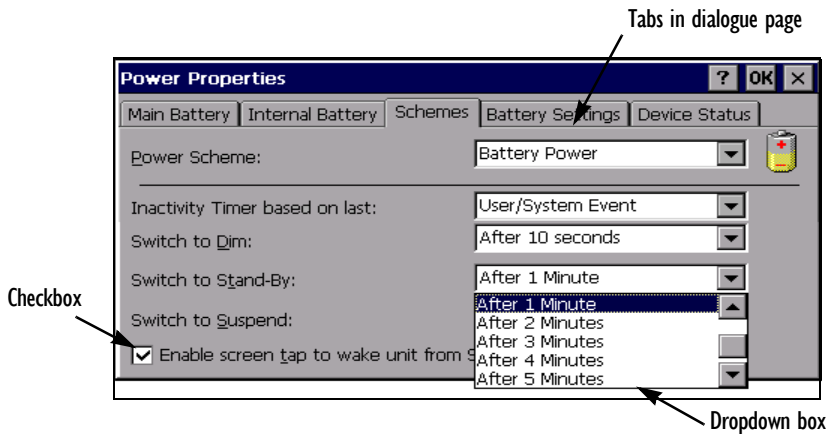 Tabs in dialogue page
Power Properties ? OK ×
Main Battery Internal Battery Schemes Battery Settings Device Status
Power Scheme: Battery Power
Inactivity Timer based on last: User/System Event
Switch to Dim: After 10 seconds
Switch to Stand-By: After 1 Minute
Checkbox
After 1 Minute
Switch to Suspend: After 2 Minutes
After 3 Minutes
Enable screen tap to wake unit from S After 4 Minutes
After 5 Minutes
Dropdown box